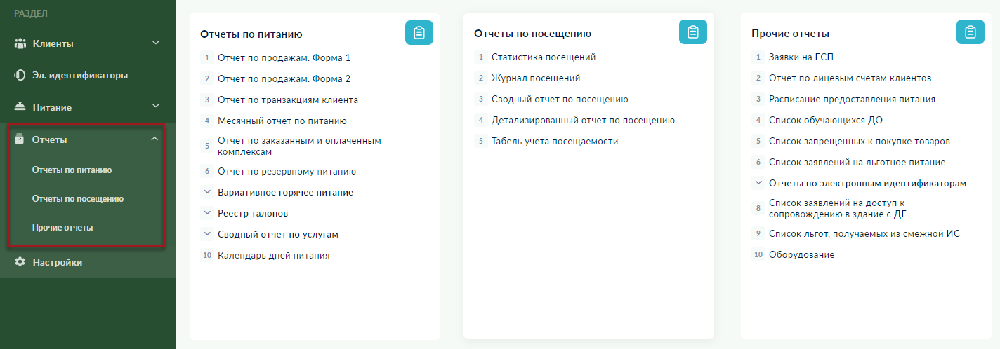 РАЗДЕЛ
Клиенты
Эл. идентификаторы
Питание
Отчеты
Отчеты по питанию
Отчеты по посещению
Прочие отчеты
Настройки
Отчеты по питанию
1 Отчет по продажам. Форма 1
2 Отчет по продажам. Форма 2
3 Отчет по транзакциям клиента
4 Месячный отчет по питанию
5 Отчет по заказанным и оплаченным
комплексам
6 Отчет по резервному питанию
Вариативное горячее питание
Реестр талонов
Сводный отчет по услугам
10 Календарь дней питания
Отчеты по посещению
1 Статистика посещений
2 Журнал посещений
3 Сводный отчет по посещению
4 Детализированный отчет по посещению
5 Табель учета посещаемости
Прочие отчеты
1 Заявки на ЕСП
2 Отчет по лицевым счетам клиентов
3 Расписание предоставления питания
4 Список обучающихся ДО
5 Список запрещенных к покупке товаров
6 Список заявлений на льготное питание
Отчеты по электронным идентификаторам
8 Список заявлений на доступ к
сопровождению в здание с ДГ
9 Список льгот, получаемых из смежной ИС
10 Оборудование